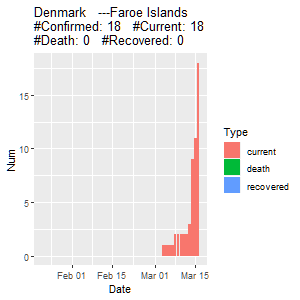 Denmark   ---Faroe Islands
#Confirmed: 18   #Current: 18
#Death: 0   #Recovered: 0
Num
15
10
5
0
Feb 01
Feb 15
Mar 01
Mar 15
Date
Type
current
death
recovered